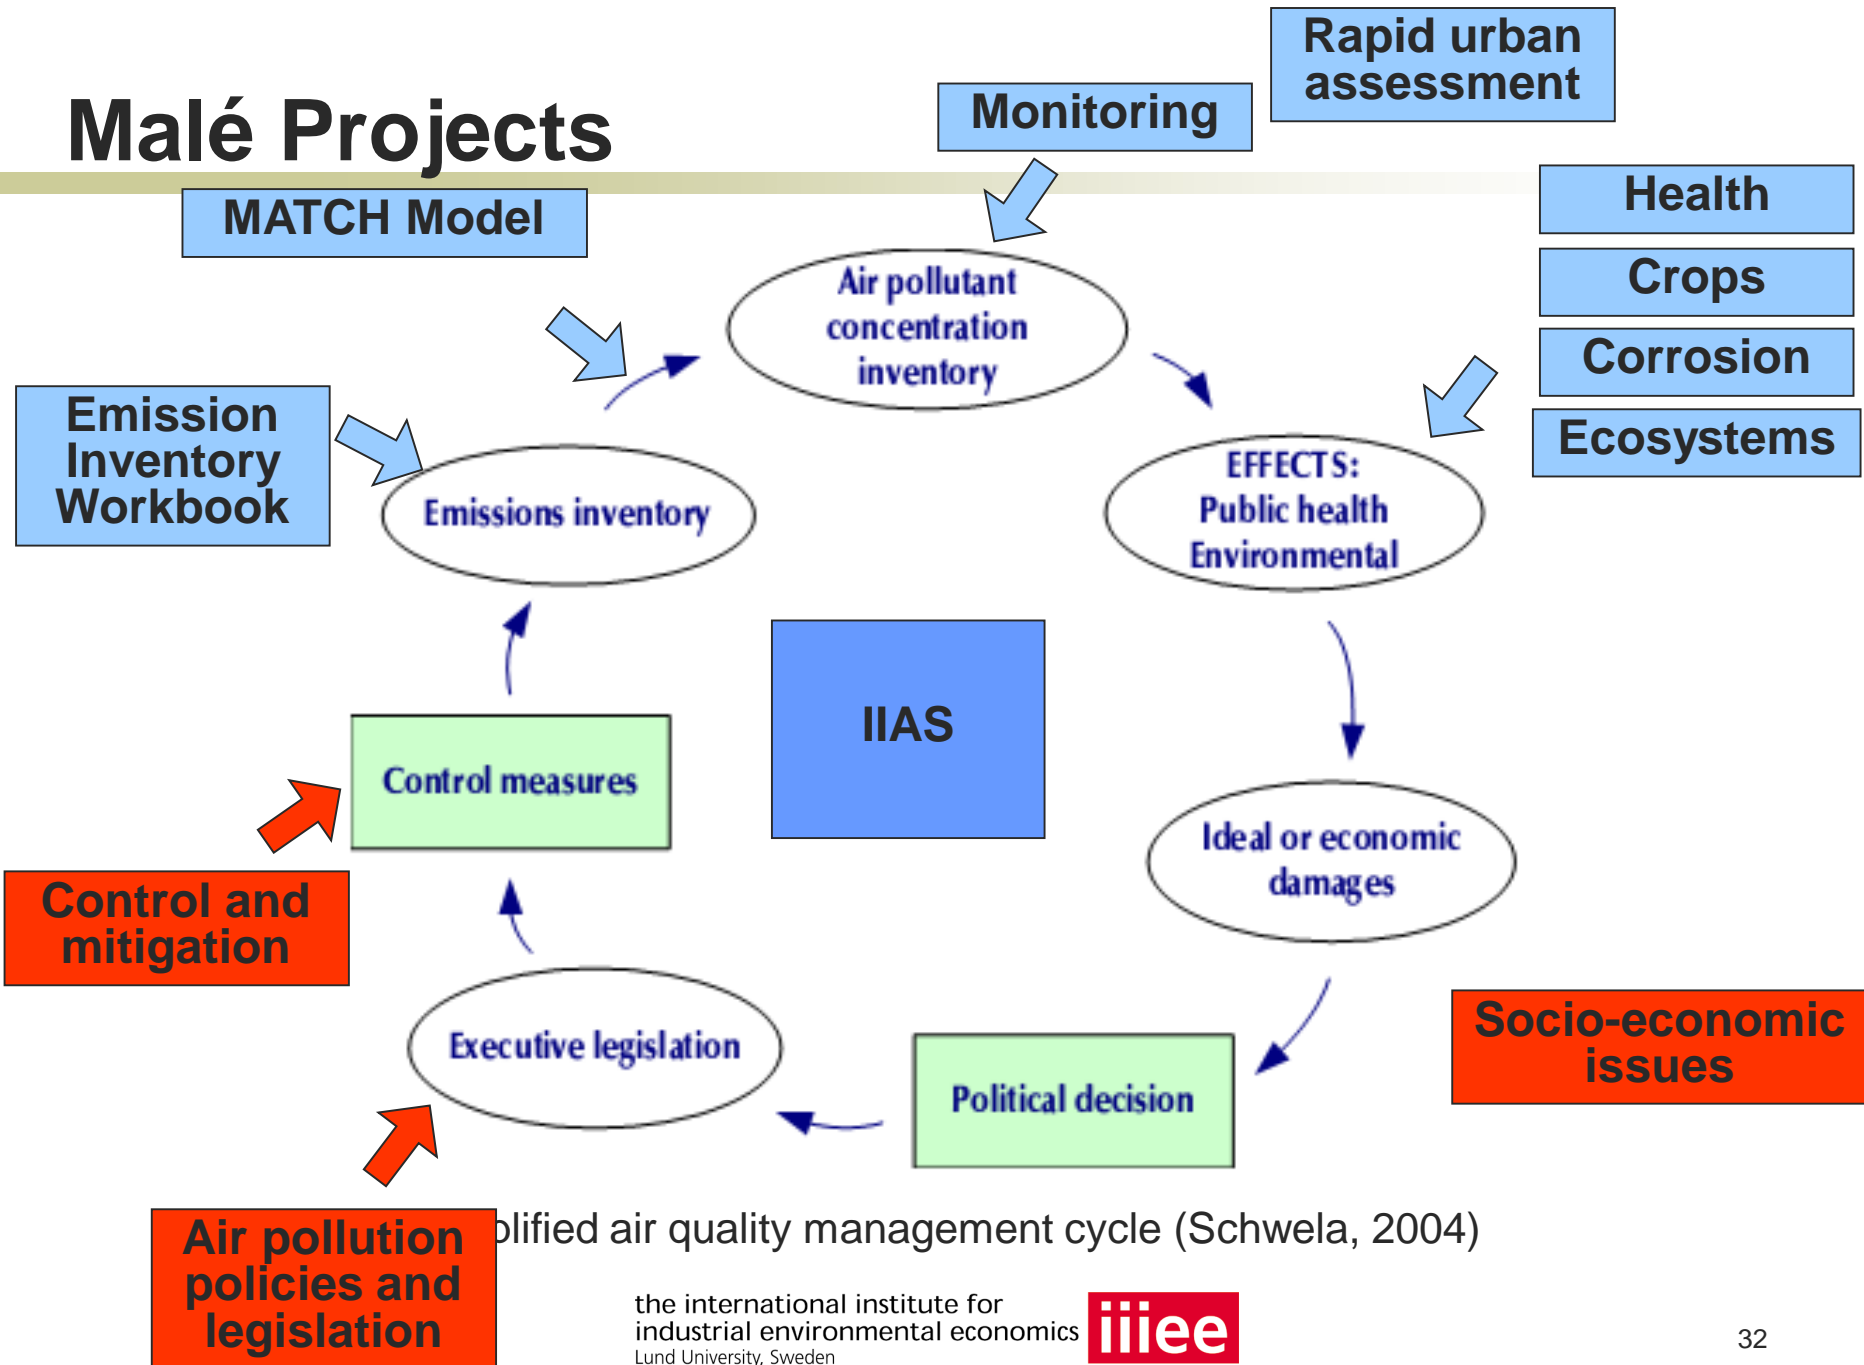 Malé Projects
Rapid urban
assessment
Monitoring
MATCH Model
Health
Crops
Corrosion
Ecosystems
Emission
Inventory
Workbook
Air pollutant
concentration
inventory
Emissions inventory
EFFECTS:
Public health
Environmental
IIAS
Control measures
Ideal or economic
damages
Control and
mitigation
Executive legislation
Political decision
Socio-economic
issues
Air pollution
policies and
legislation
plified air quality management cycle (Schwela, 2004)
the international institute for
industrial environmental economics
Lund University, Sweden
iiiee
32